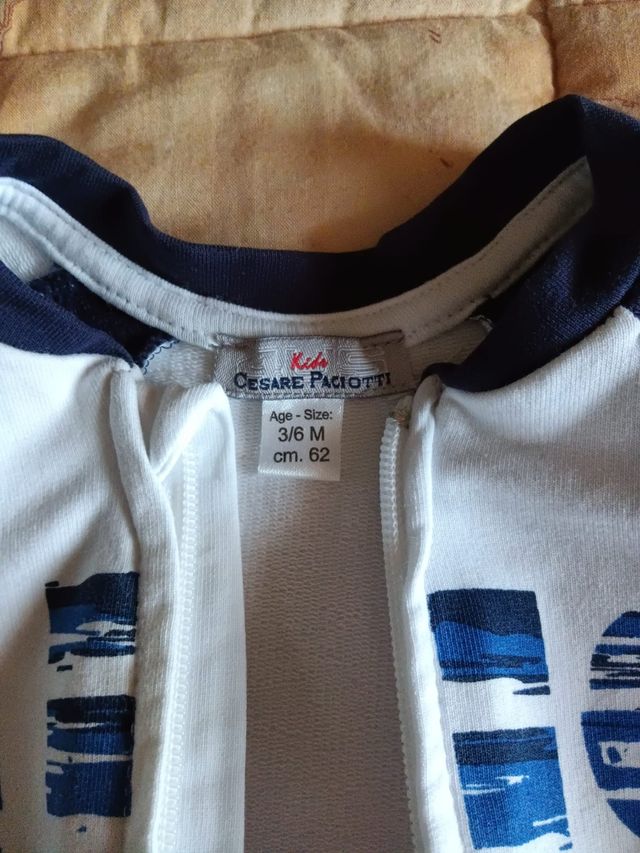 Kids
CESARE PACIOTTI
Age - Size:
3/6 M
cm. 62